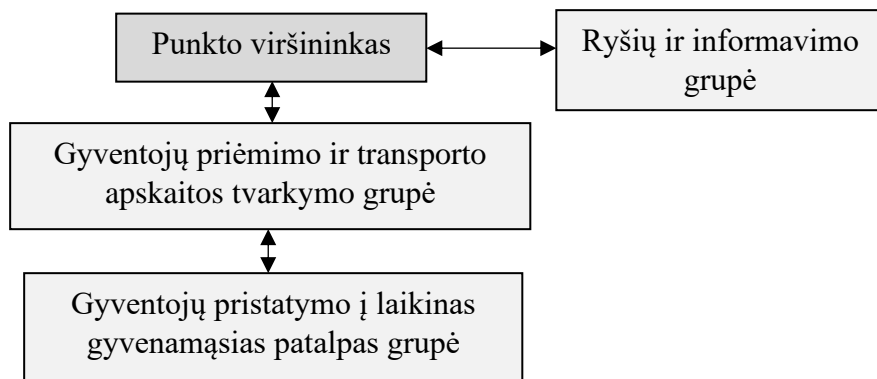 Punkto viršininkas
Ryšių ir informavimo
grupė
Gyventojų priėmimo ir transporto
apskaitos tvarkymo grupė
Gyventojų pristatymo į laikinas
gyvenamąsias patalpas grupė